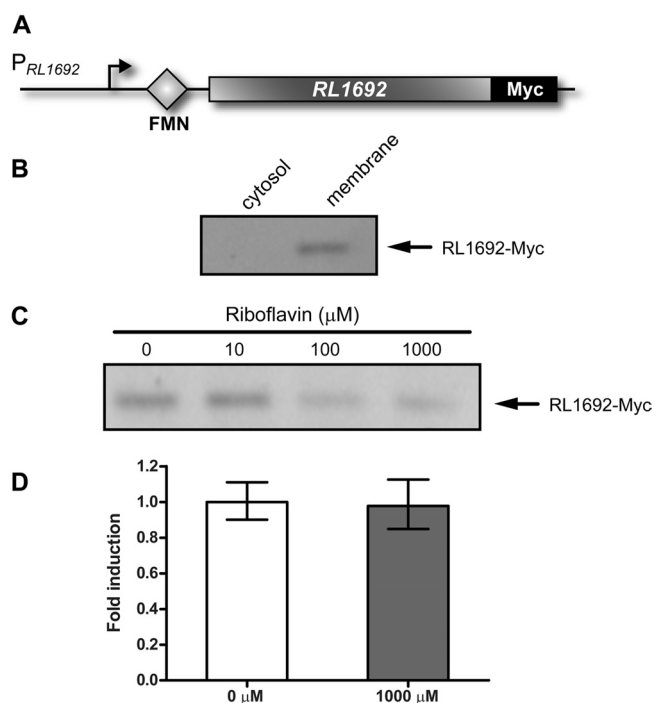 A
P RL1692
RL1692
Myc
FMN
B
cytosol
membrane
RL1692-Myc
C
Riboflavin (μM)
0 10 100 1000
RL1692-Myc
D
Fold induction
1.2
1.0
0.8
0.6
0.4
0.2
0.0
0 μM
1000 μM